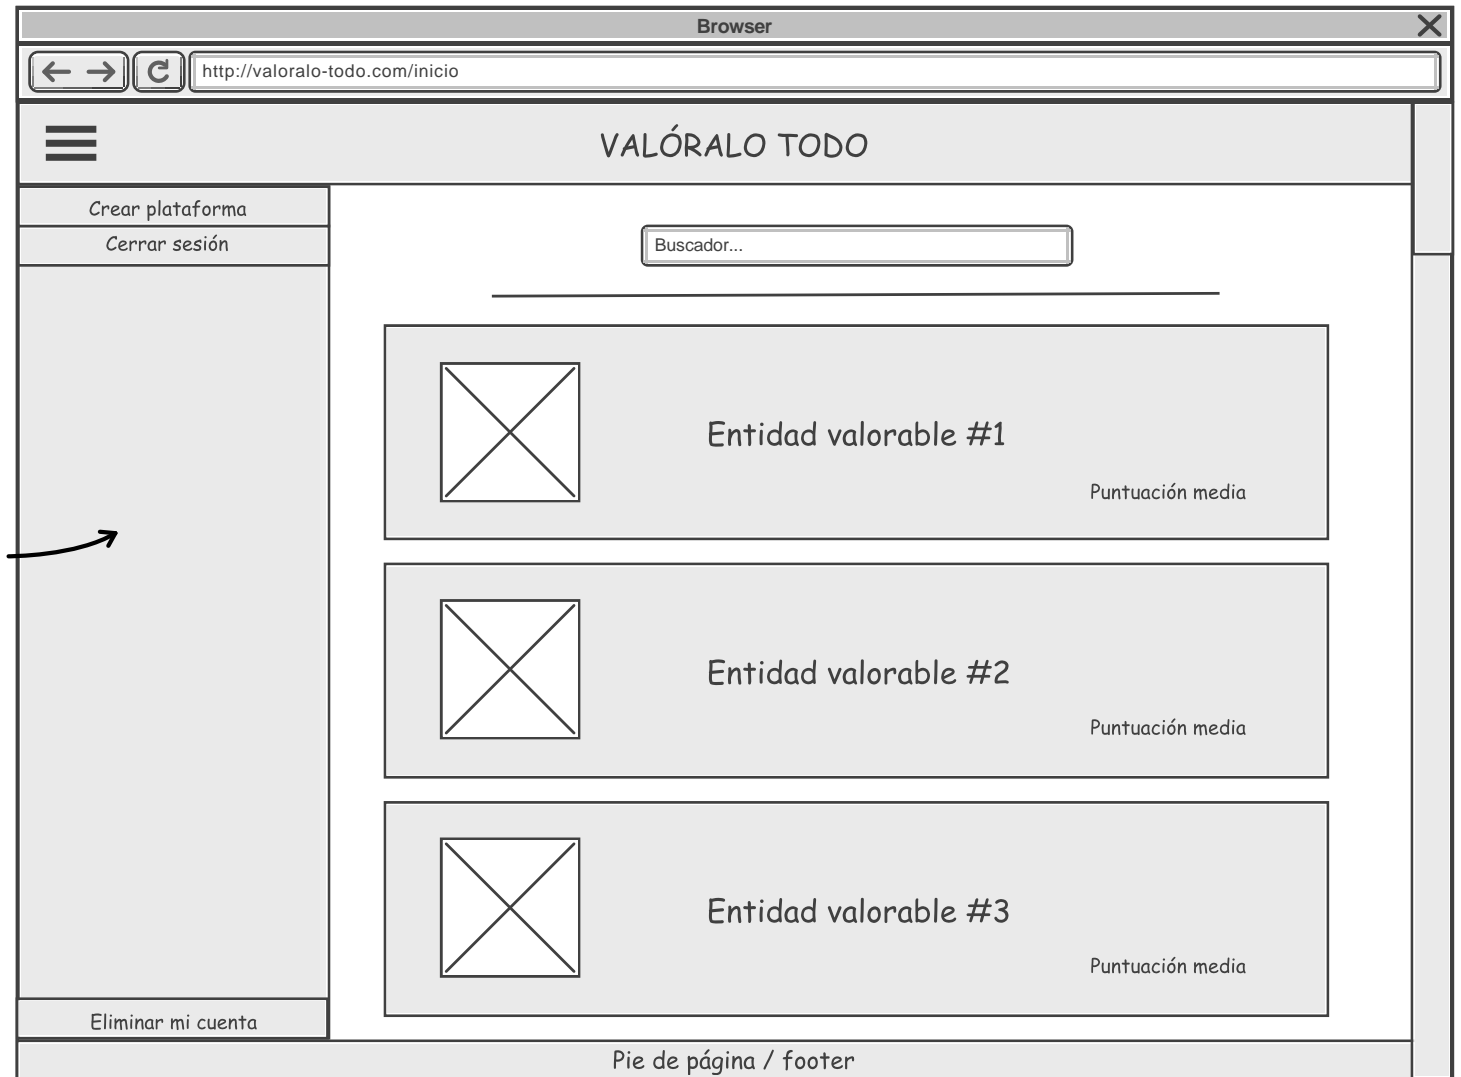 Browser
http://valoralo-todo.com/inicio
VALÓRALO TODO
Crear plataforma
Cerrar sesión
Buscador...
Entidad valorable #1
Puntuación media
Entidad valorable #2
Puntuación media
Entidad valorable #3
Puntuación media
Eliminar mi cuenta
Pie de página / footer